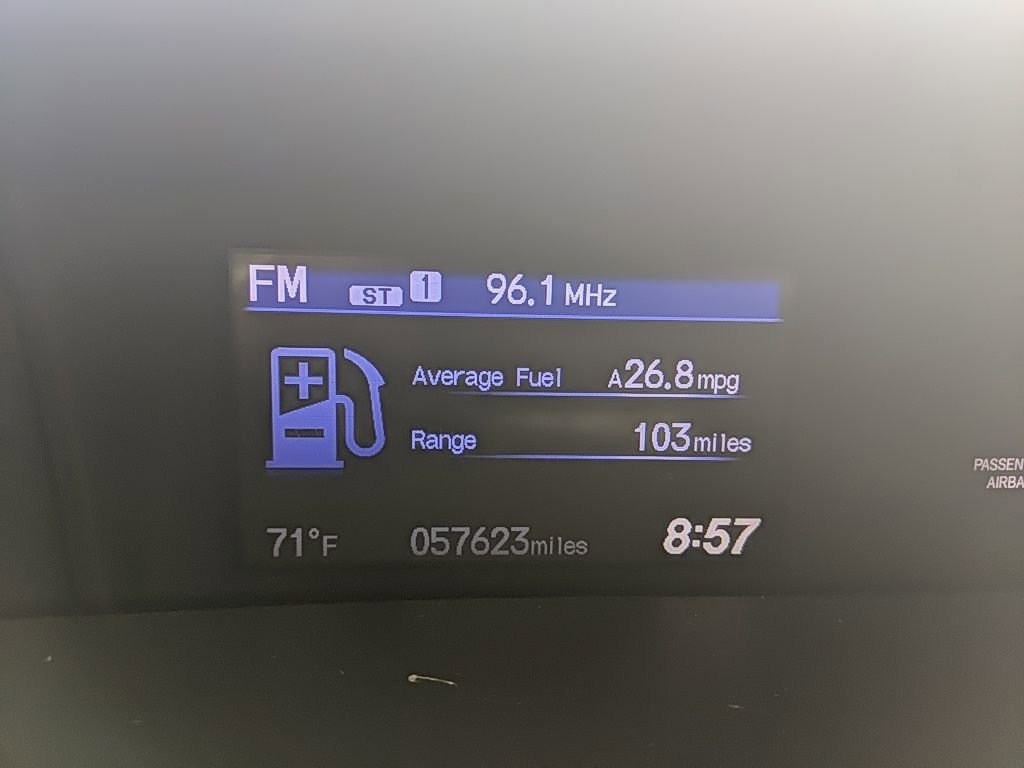 FM ST 1 96.1 MHz
Average Fuel A26.8mpg
Range 103miles
PASSEN
AIRBA
71°F 057623miles 8:57